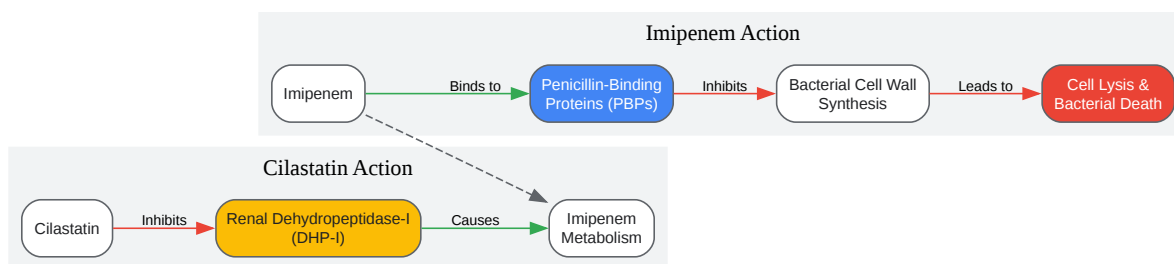 Imipenem Action
Imipenem
Binds to
Penicillin-Binding
Proteins (PBPs)
Inhibits
Bacterial Cell Wall
Synthesis
Leads to
Cell Lysis &
Bacterial Death
Cilastatin Action
Cilastatin
Inhibits
Renal Dehydropeptidase-I
(DHP-I)
Causes
Imipenem
Metabolism